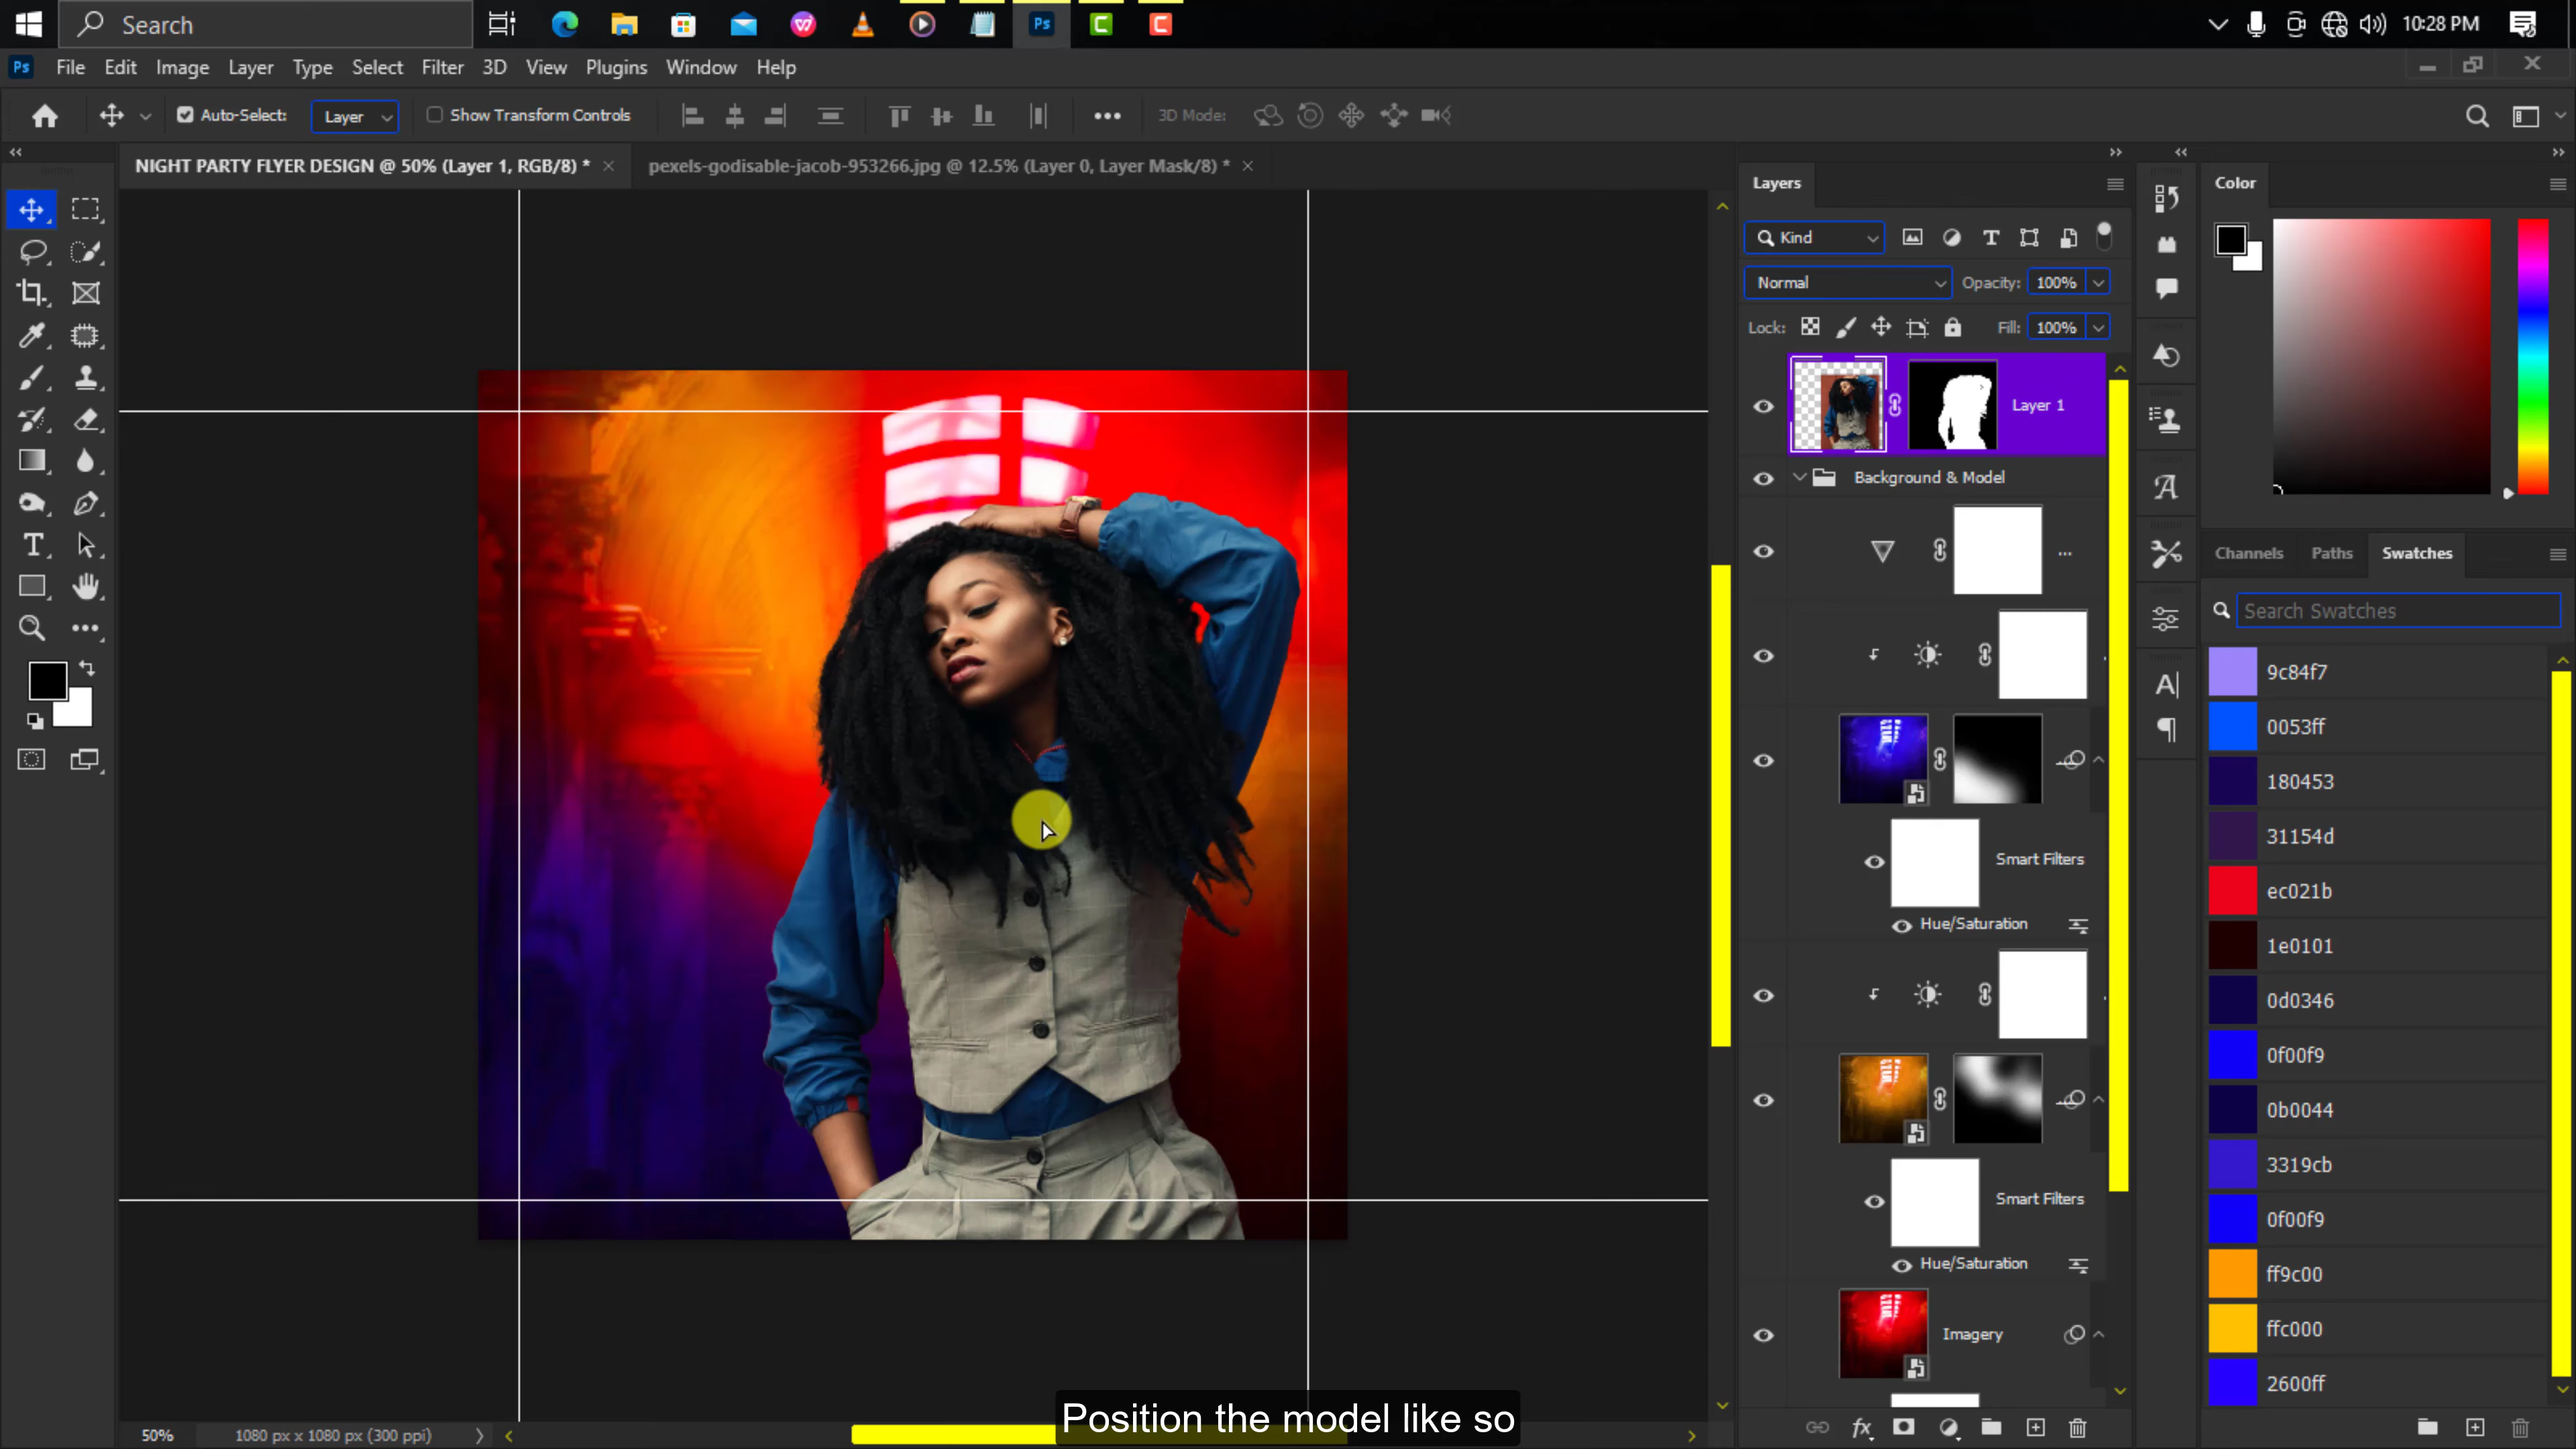 Search
10:28 PM
Ps File Edit Image Layer Type Select Filter 3D View Plugins Window Help
Auto-Select: Layer Show Transform Controls 3D Mode:
NIGHT PARTY FLYER DESIGN @ 50% (Layer 1, RGB/8) * pexels-godisable-jacob-953266.jpg @ 12.5% (Layer 0, Layer Mask/8) *
Layers
Kind
Normal Opacity: 100%
Lock: Fill: 100%
Layer 1
Background & Model
...
Smart Filters
Hue/Saturation
Smart Filters
Hue/Saturation
Imagery
Color
Channels Paths Swatches
Search Swatches
9c84f7
0053ff
180453
31154d
ec021b
1e0101
0d0346
0f00f9
0b0044
3319cb
0f00f9
ff9c00
ffc000
2600ff
50% 1080 px x 1080 px (300 ppi)
Position the model like so